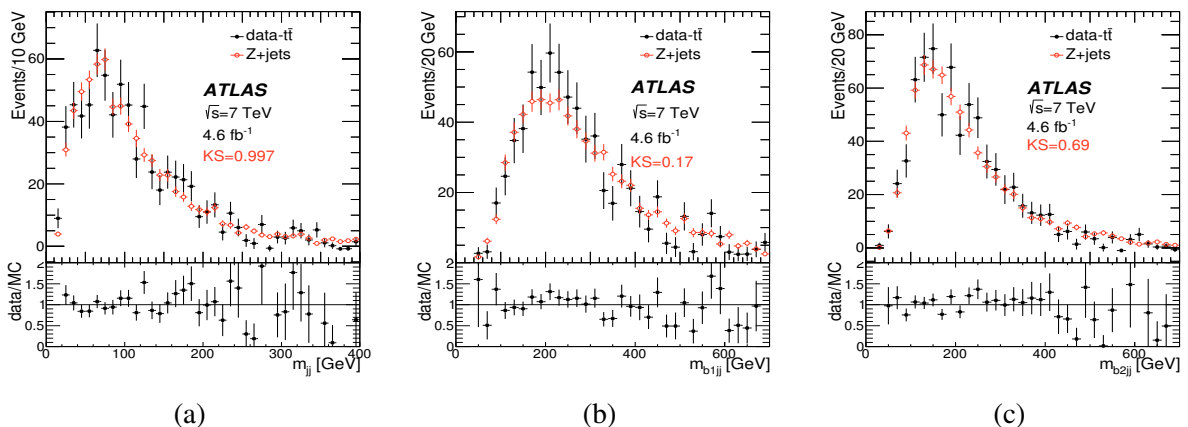 Events/10 GeV
60
40
20
0
data-tt̄
Z+jets
ATLAS
√s=7 TeV
4.6 fb⁻¹
KS=0.997
data/MC
2
1.5
1
0.5
0
0 100 200 300 400
m_jj [GeV]
(a)
Events/20 GeV
60
50
40
30
20
10
2
data-tt̄
Z+jets
ATLAS
√s=7 TeV
4.6 fb⁻¹
KS=0.17
data/MC
1.5
1
0.5
0
0 200 400 600
m_b1jj [GeV]
(b)
Events/20 GeV
80
60
40
20
0
data-tt̄
Z+jets
ATLAS
√s=7 TeV
4.6 fb⁻¹
KS=0.69
data/MC
2
1.5
1
0.5
0
0 200 400 600
m_b2jj [GeV]
(c)